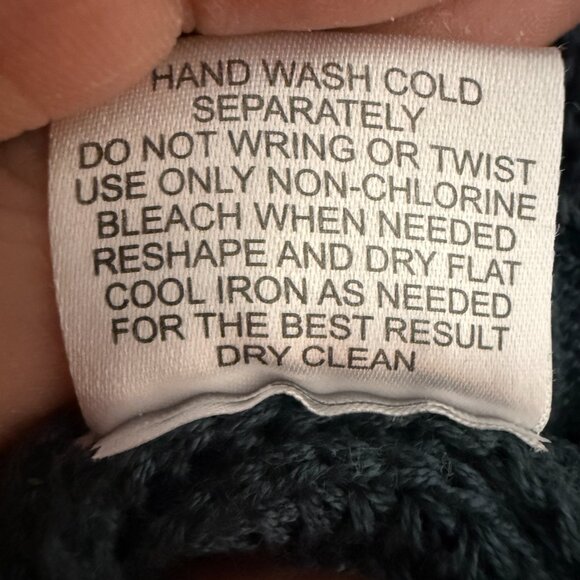 HAND WASH COLD
SEPARATELY
DO NOT WRING OR TWIST
USE ONLY NON-CHLORINE
BLEACH WHEN NEEDED
RESHAPE AND DRY FLAT
COOL IRON AS NEEDED
FOR THE BEST RESULT
DRY CLEAN